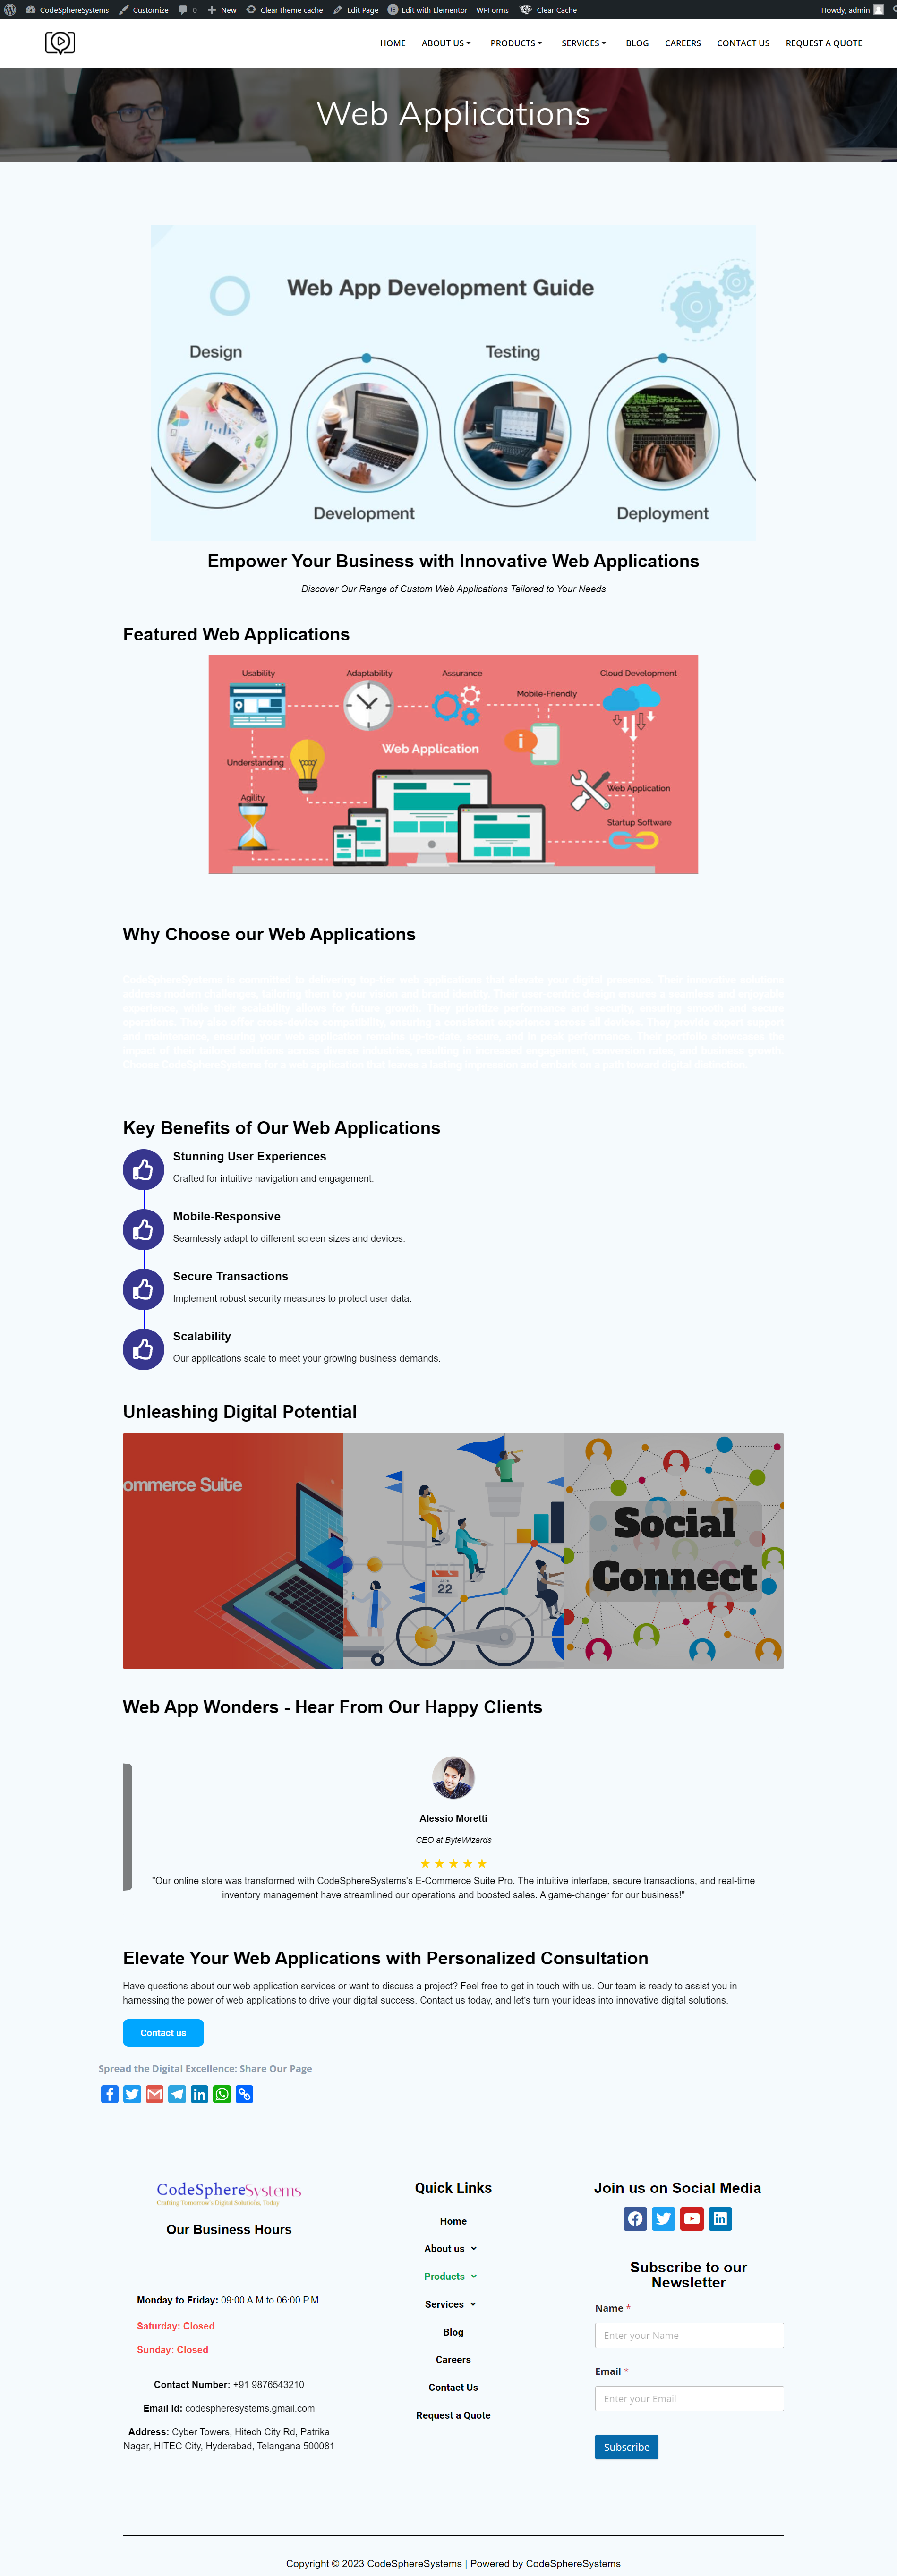 CodeSphereSystems Customize 0 New Clear theme cache Edit Page Edit with Elementor WPForms Clear Cache Howdy, admin
HOME ABOUT US PRODUCTS SERVICES BLOG CAREERS CONTACT US REQUEST A QUOTE
Web Applications
Web App Development Guide
Design Testing
Development Deployment
Empower Your Business with Innovative Web Applications
Discover Our Range of Custom Web Applications Tailored to Your Needs
Featured Web Applications
Usability Adaptability Assurance Cloud Development
Mobile-Friendly
Web Application
Understanding
Web Application
Agility
Startup Software
Why Choose our Web Applications
Key Benefits of Our Web Applications
Stunning User Experiences
Crafted for intuitive navigation and engagement.
Mobile-Responsive
Seamlessly adapt to different screen sizes and devices.
Secure Transactions
Implement robust security measures to protect user data.
Scalability
Our applications scale to meet your growing business demands.
Unleashing Digital Potential
ommerce Suite
Social
Connect
APRIL
22
Web App Wonders - Hear From Our Happy Clients
Alessio Moretti
CEO at ByteWizards
"Our online store was transformed with CodeSphereSystems's E-Commerce Suite Pro. The intuitive interface, secure transactions, and real-time
inventory management have streamlined our operations and boosted sales. A game-changer for our business!"
Elevate Your Web Applications with Personalized Consultation
Have questions about our web application services or want to discuss a project? Feel free to get in touch with us. Our team is ready to assist you in
harnessing the power of web applications to drive your digital success. Contact us today, and let's turn your ideas into innovative digital solutions.
Contact us
Spread the Digital Excellence: Share Our Page
CodeSphereSystems
Crafting Tomorrow's Digital Solutions, Today
Our Business Hours
Monday to Friday: 09:00 A.M to 06:00 P.M.
Saturday: Closed
Sunday: Closed
Contact Number: +91 9876543210
Email Id: codespheresystems.gmail.com
Address: Cyber Towers, Hitech City Rd, Patrika
Nagar, HITEC City, Hyderabad, Telangana 500081
Quick Links
Home
About us
Products
Services
Blog
Careers
Contact Us
Request a Quote
Join us on Social Media
Subscribe to our
Newsletter
Name *
Enter your Name
Email *
Enter your Email
Subscribe
Copyright © 2023 CodeSphereSystems | Powered by CodeSphereSystems